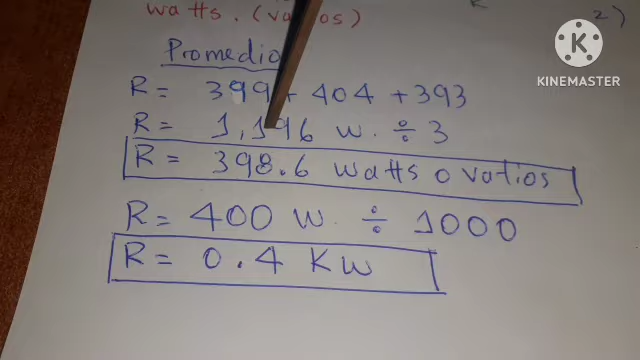 watts. (vatios)
2)
KINEMASTER
Promedio
R= 399 + 404 + 393
R= 1,196 w. ÷ 3
R= 398.6 watts o vatios
R= 400 w. ÷ 1000
R= 0.4 Kw